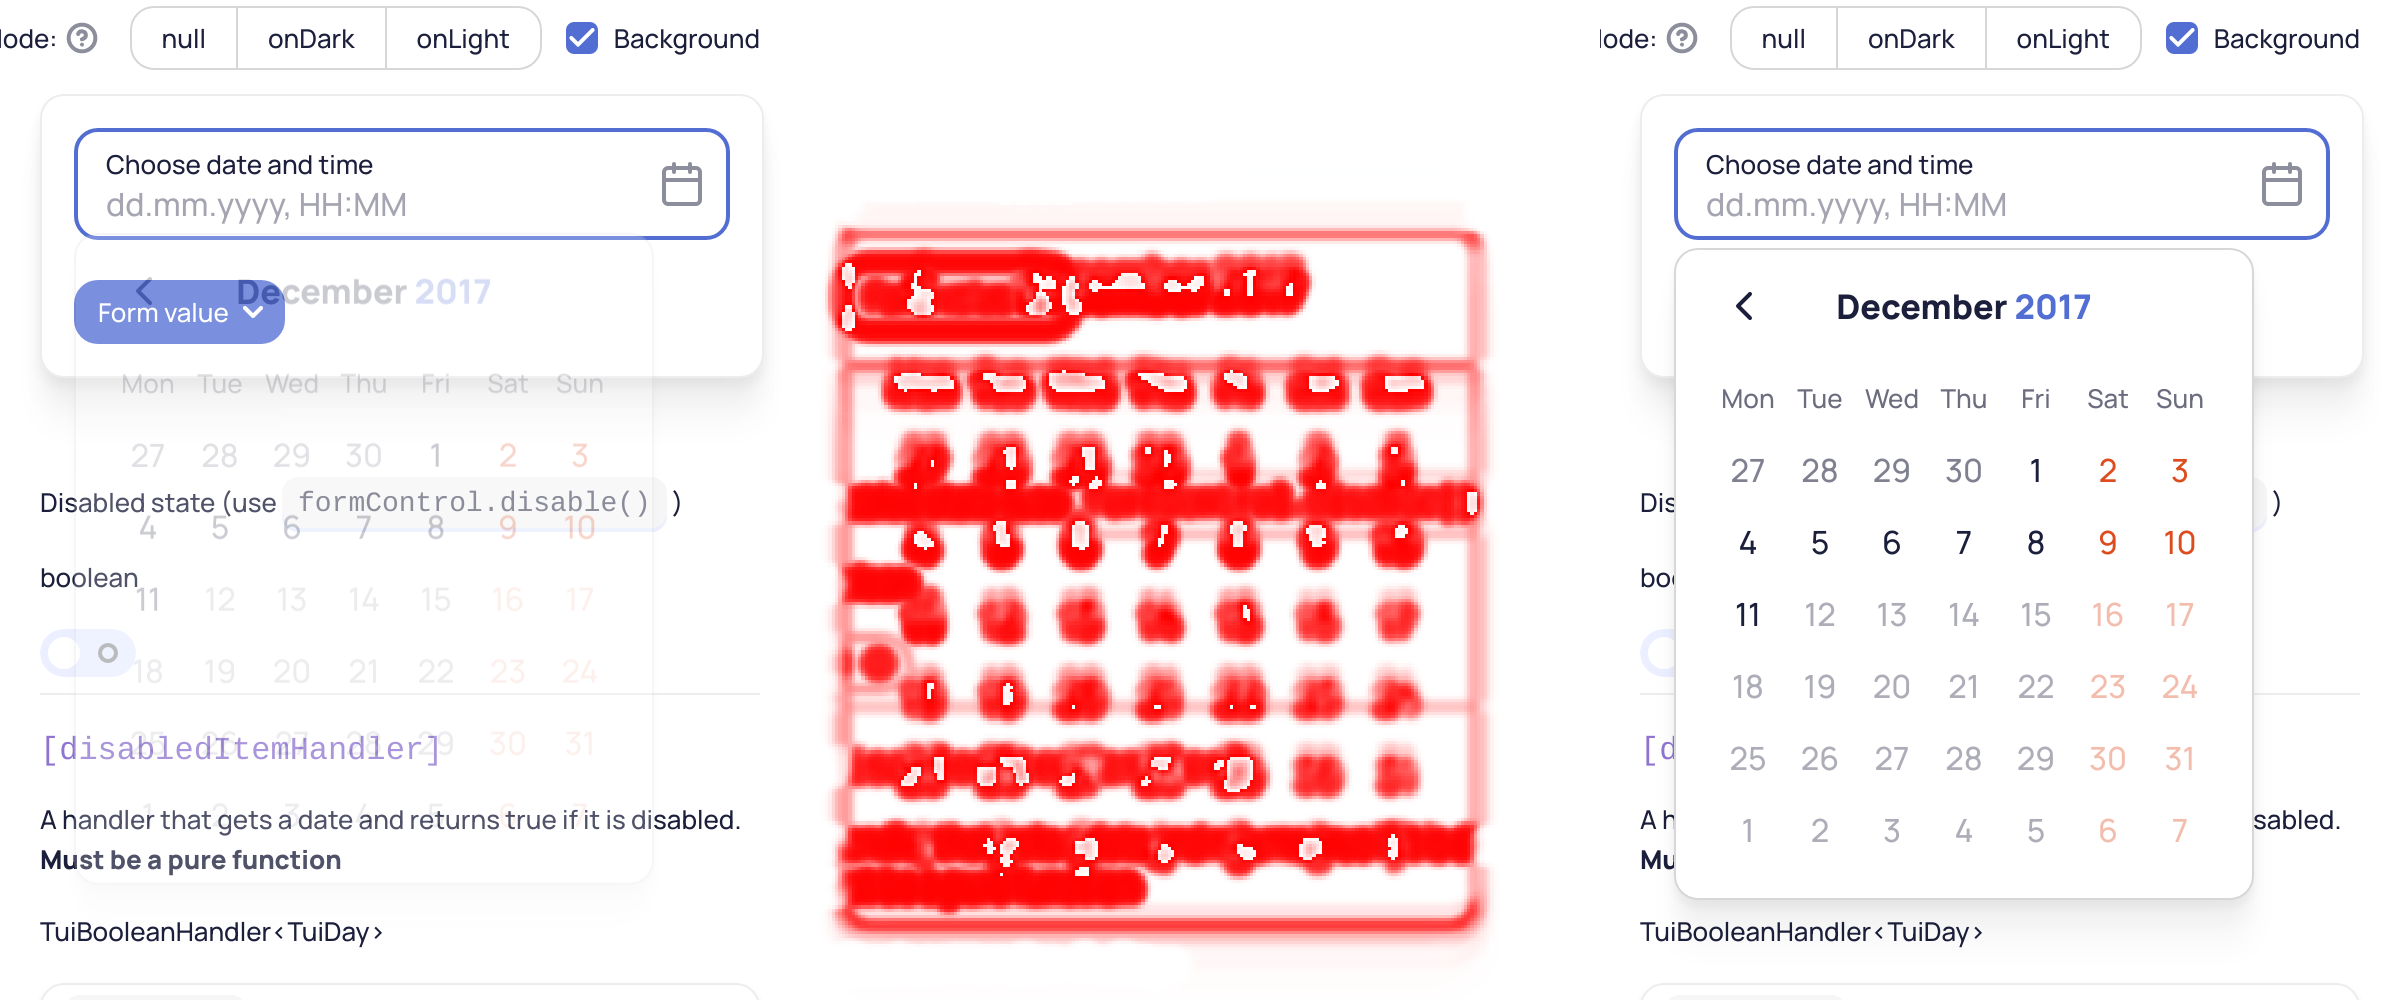 lode:
null
onDark
onLight
Background
Choose date and time
dd.mm.yyyy, HH:MM
December 2017
Form value
Mon Tue Wed Thu Fri Sat Sun
27 28 29 30 1 2 3
Disabled state (use formControl.disable() )
4 5 6 7 8 9 10
boolean
11 12 13 14 15 16 17
18 19 20 21 22 23 24
[disabledItemHandler]
25 26 27 28 29 30 31
1 2 3 4 5 6 7
A handler that gets a date and returns true if it is disabled.
Must be a pure function
TuiBooleanHandler<TuiDay>
lode:
null
onDark
onLight
Background
Choose date and time
dd.mm.yyyy, HH:MM
December 2017
Mon Tue Wed Thu Fri Sat Sun
27 28 29 30 1 2 3
Dis )
4 5 6 7 8 9 10
boo
11 12 13 14 15 16 17
18 19 20 21 22 23 24
[d
25 26 27 28 29 30 31
A h sabled.
1 2 3 4 5 6 7
Mu
TuiBooleanHandler<TuiDay>